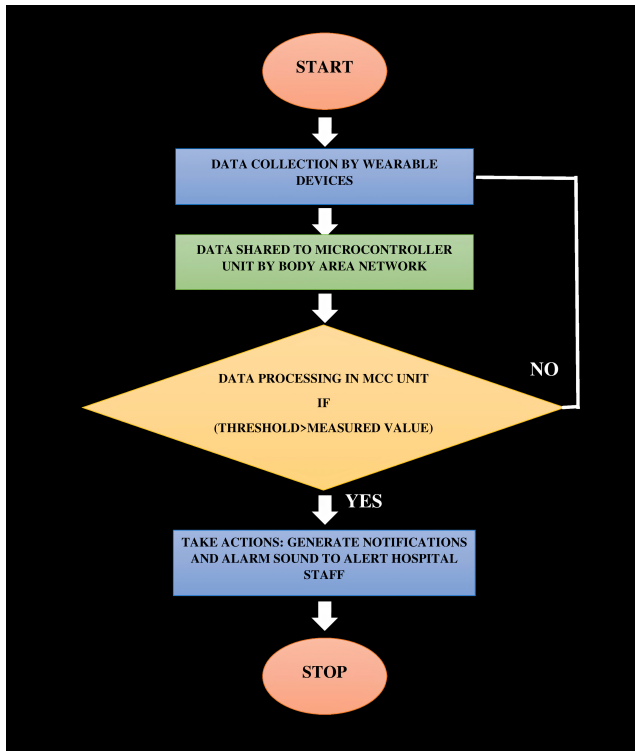 START
DATA COLLECTION BY WEARABLE
DEVICES
DATA SHARED TO MICROCONTROLLER
UNIT BY BODY AREA NETWORK
DATA PROCESSING IN MCC UNIT
IF
(THRESHOLD>MEASURED VALUE)
NO
YES
TAKE ACTIONS: GENERATE NOTIFICATIONS
AND ALARM SOUND TO ALERT HOSPITAL
STAFF
STOP